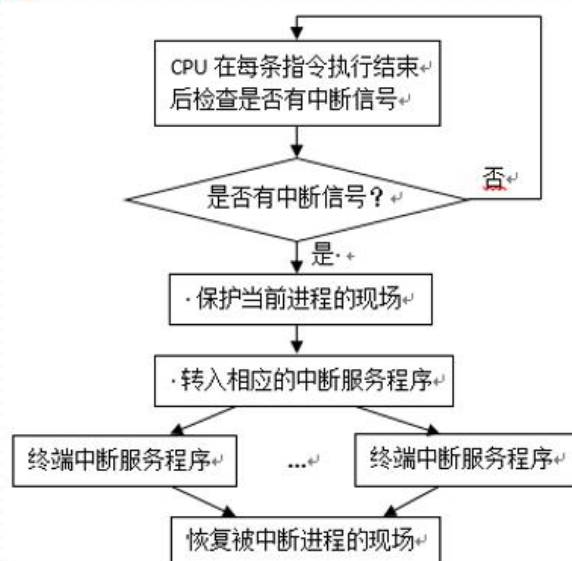 CPU 在每条指令执行结束
后检查是否有中断信号
是否有中断信号？
否
是·
·保护当前进程的现场
·转入相应的中断服务程序
终端中断服务程序
...
终端中断服务程序
恢复被中断进程的现场